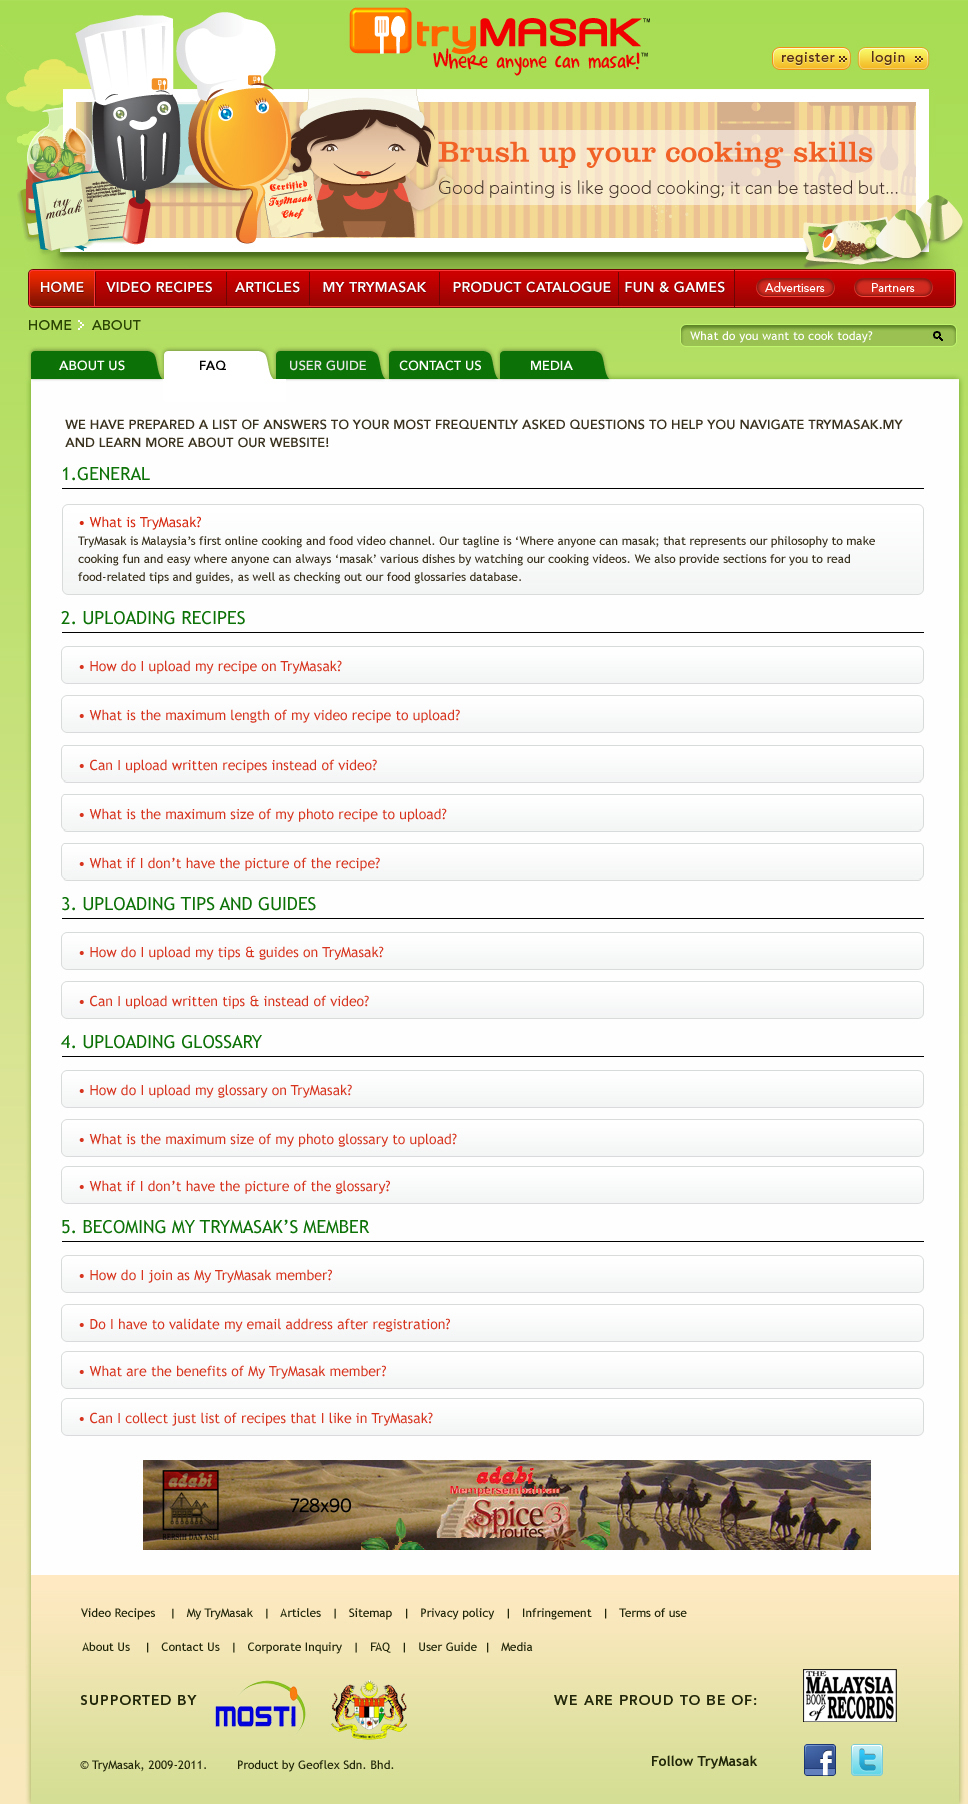 tryMASAK™
Where anyone can masak!™
register
login
Brush up your cooking skills
Good painting is like good cooking; it can be tasted but...
try
masak
Certified
TryMasak
Chef
HOME
VIDEO RECIPES
ARTICLES
MY TRYMASAK
PRODUCT CATALOGUE
FUN & GAMES
Advertisers
Partners
HOME
ABOUT
What do you want to cook today?
ABOUT US
FAQ
USER GUIDE
CONTACT US
MEDIA
WE HAVE PREPARED A LIST OF ANSWERS TO YOUR MOST FREQUENTLY ASKED QUESTIONS TO HELP YOU NAVIGATE TRYMASAK.MY
AND LEARN MORE ABOUT OUR WEBSITE!
1.GENERAL
• What is TryMasak?
TryMasak is Malaysia’s first online cooking and food video channel. Our tagline is ‘Where anyone can masak; that represents our philosophy to make
cooking fun and easy where anyone can always ‘masak’ various dishes by watching our cooking videos. We also provide sections for you to read
food-related tips and guides, as well as checking out our food glossaries database.
2. UPLOADING RECIPES
• How do I upload my recipe on TryMasak?
• What is the maximum length of my video recipe to upload?
• Can I upload written recipes instead of video?
• What is the maximum size of my photo recipe to upload?
• What if I don’t have the picture of the recipe?
3. UPLOADING TIPS AND GUIDES
• How do I upload my tips & guides on TryMasak?
• Can I upload written tips & instead of video?
4. UPLOADING GLOSSARY
• How do I upload my glossary on TryMasak?
• What is the maximum size of my photo glossary to upload?
• What if I don’t have the picture of the glossary?
5. BECOMING MY TRYMASAK’S MEMBER
• How do I join as My TryMasak member?
• Do I have to validate my email address after registration?
• What are the benefits of My TryMasak member?
• Can I collect just list of recipes that I like in TryMasak?
adabi
BERSIH DAN ASLI
728x90
adabi
Mempersembahkan
Spice 3
routes
Video Recipes | My TryMasak | Articles | Sitemap | Privacy policy | Infringement | Terms of use
About Us | Contact Us | Corporate Inquiry | FAQ | User Guide | Media
SUPPORTED BY
MOSTI
WE ARE PROUD TO BE OF:
THE
MALAYSIA
BOOK
of RECORDS
© TryMasak, 2009-2011. Product by Geoflex Sdn. Bhd.
Follow TryMasak
f
t